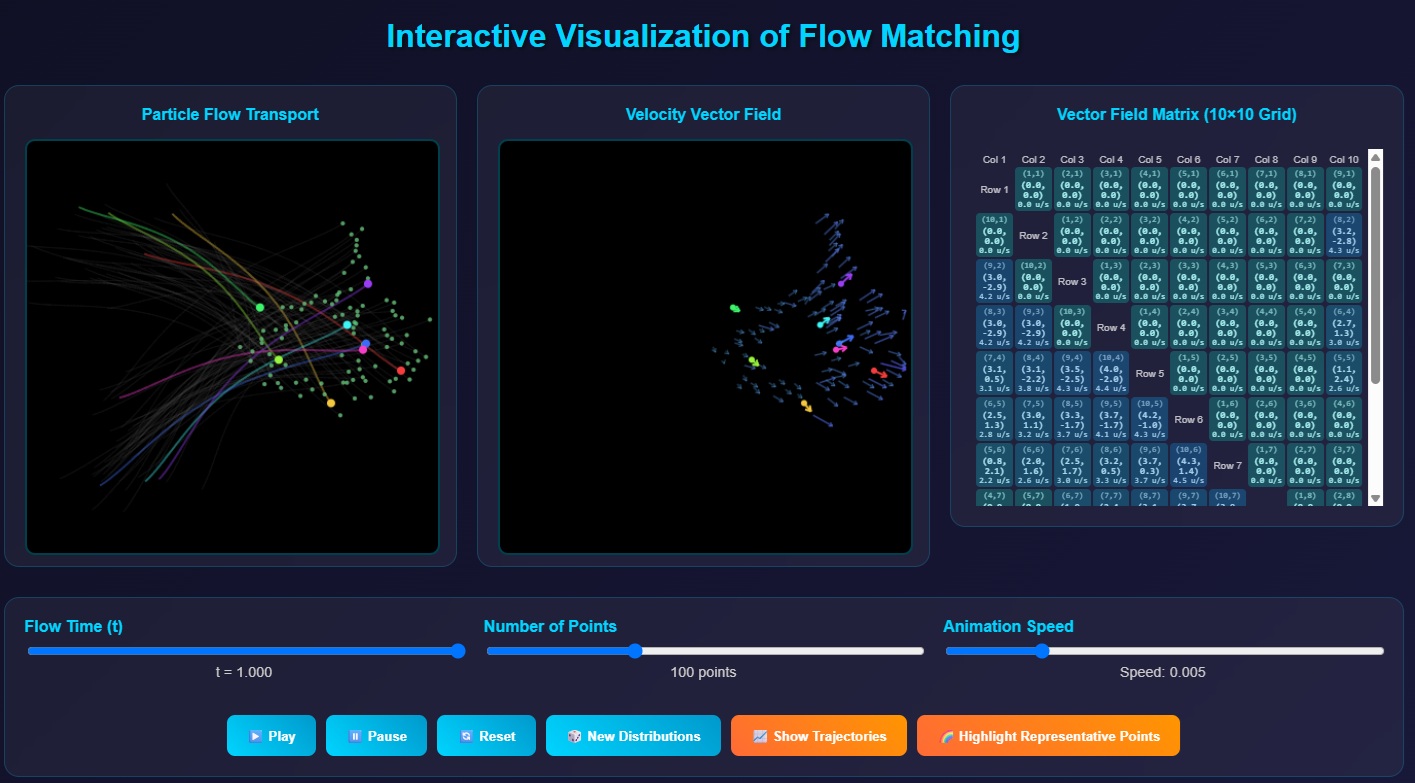 Interactive Visualization of Flow Matching
Particle Flow Transport
Velocity Vector Field
Vector Field Matrix (10×10 Grid)
Col 1 Col 2 Col 3 Col 4 Col 5 Col 6 Col 7 Col 8 Col 9 Col 10
(1,1) (2,1) (3,1) (4,1) (5,1) (6,1) (7,1) (8,1) (9,1)
Row 1 (0.0, (0.0, (0.0, (0.0, (0.0, (0.0, (0.0, (0.0, (0.0,
0.0) 0.0) 0.0) 0.0) 0.0) 0.0) 0.0) 0.0) 0.0)
0.0 u/s 0.0 u/s 0.0 u/s 0.0 u/s 0.0 u/s 0.0 u/s 0.0 u/s 0.0 u/s 0.0 u/s
(10,1) (1,2) (2,2) (3,2) (4,2) (5,2) (6,2) (7,2) (8,2)
(0.0, Row 2 (0.0, (0.0, (0.0, (0.0, (0.0, (0.0, (0.0, (3.2,
0.0) 0.0) 0.0) 0.0) 0.0) 0.0) 0.0) 0.0) -2.8)
0.0 u/s 0.0 u/s 0.0 u/s 0.0 u/s 0.0 u/s 0.0 u/s 0.0 u/s 0.0 u/s 4.3 u/s
(9,2) (10,2) (1,3) (2,3) (3,3) (4,3) (5,3) (6,3) (7,3)
(3.0, (0.0, Row 3 (0.0, (0.0, (0.0, (0.0, (0.0, (0.0, (0.0,
-2.9) 0.0) 0.0) 0.0) 0.0) 0.0) 0.0) 0.0) 0.0)
4.2 u/s 0.0 u/s 0.0 u/s 0.0 u/s 0.0 u/s 0.0 u/s 0.0 u/s 0.0 u/s 0.0 u/s
(8,3) (9,3) (10,3) (1,4) (2,4) (3,4) (4,4) (5,4) (6,4)
(3.0, (3.0, (0.0, Row 4 (0.0, (0.0, (0.0, (0.0, (0.0, (2.7,
-2.9) -2.9) 0.0) 0.0) 0.0) 0.0) 0.0) 0.0) 1.3)
4.2 u/s 4.2 u/s 0.0 u/s 0.0 u/s 0.0 u/s 0.0 u/s 0.0 u/s 0.0 u/s 3.0 u/s
(7,4) (8,4) (9,4) (10,4) (1,5) (2,5) (3,5) (4,5) (5,5)
(3.1, (3.1, (3.5, (4.0, Row 5 (0.0, (0.0, (0.0, (0.0, (1.1,
0.5) -2.2) -2.5) -2.0) 0.0) 0.0) 0.0) 0.0) 2.4)
3.1 u/s 3.8 u/s 4.3 u/s 4.4 u/s 0.0 u/s 0.0 u/s 0.0 u/s 0.0 u/s 2.6 u/s
(6,5) (7,5) (8,5) (9,5) (10,5) (1,6) (2,6) (3,6) (4,6)
(2.5, (3.0, (3.3, (3.7, (4.2, Row 6 (0.0, (0.0, (0.0, (0.0,
1.3) 1.1) -1.7) -1.7) -1.0) 0.0) 0.0) 0.0) 0.0)
2.8 u/s 3.2 u/s 3.7 u/s 4.1 u/s 4.3 u/s 0.0 u/s 0.0 u/s 0.0 u/s 0.0 u/s
(5,6) (6,6) (7,6) (8,6) (9,6) (10,6) (1,7) (2,7) (3,7)
(0.8, (2.0, (2.5, (3.2, (3.7, (4.3, Row 7 (0.0, (0.0, (0.0,
2.1) 1.6) 1.7) 0.5) 0.3) 1.4) 0.0) 0.0) 0.0)
2.2 u/s 2.6 u/s 3.0 u/s 3.3 u/s 3.7 u/s 4.5 u/s 0.0 u/s 0.0 u/s 0.0 u/s
(4,7) (5,7) (6,7) (7,7) (8,7) (9,7) (10,7) (1,8) (2,8)
Flow Time (t)
t = 1.000
Number of Points
100 points
Animation Speed
Speed: 0.005
Play
Pause
Reset
New Distributions
Show Trajectories
Highlight Representative Points